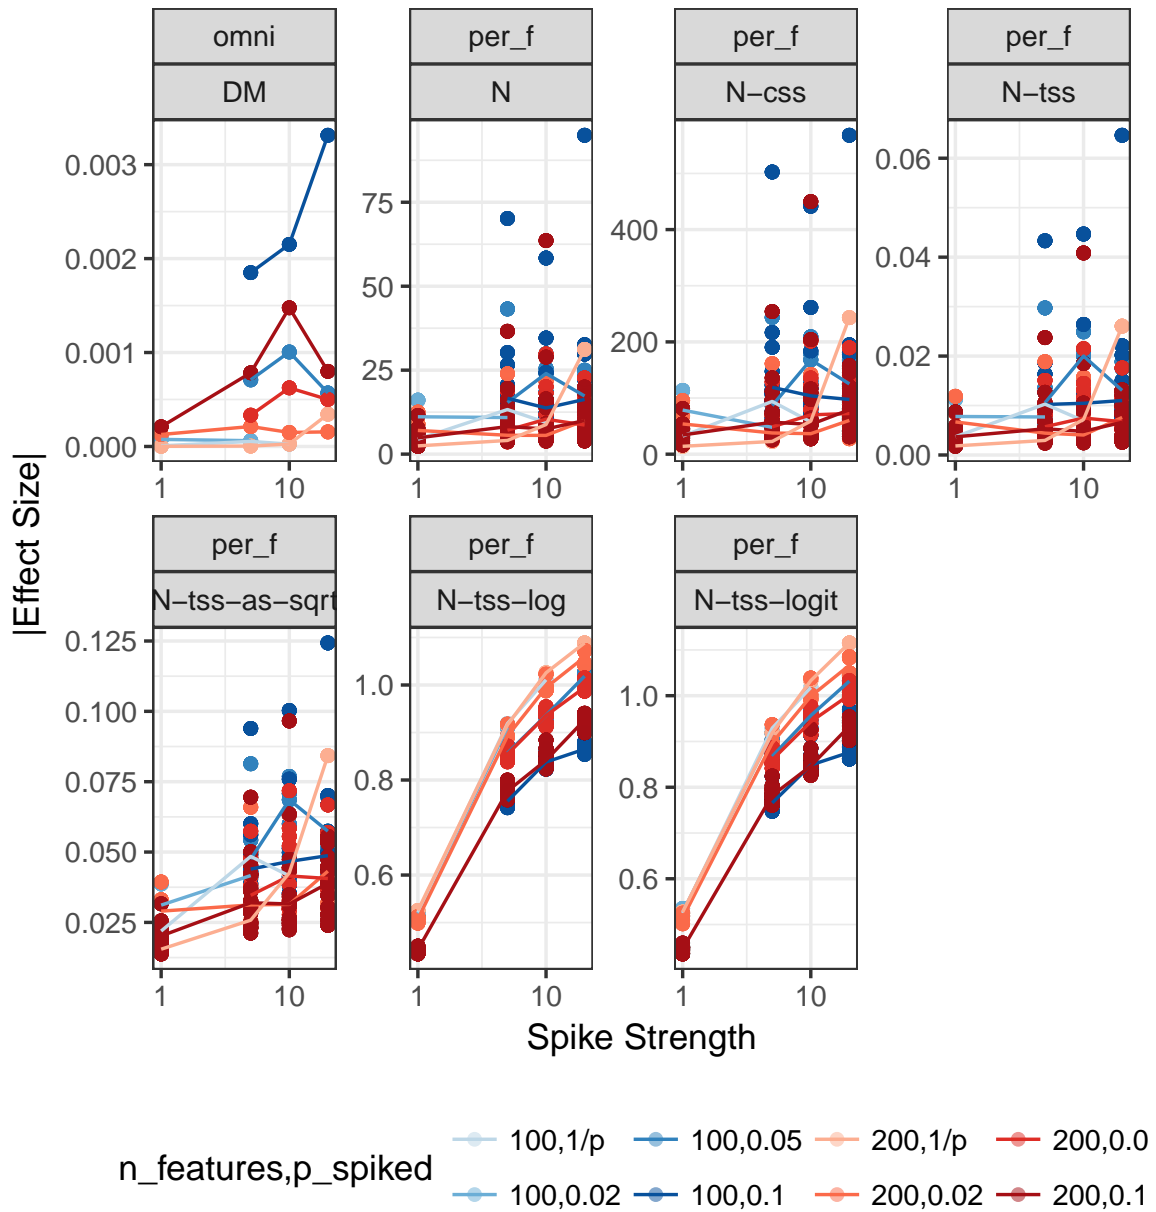 omni
per_f
per_f
per_f
DM
N
N−css
N−tss
0.003
0.002
0.001
0.000
75
50
25
0
400
200
0
0.06
0.04
0.02
0.00
1
10
1
10
1
10
1
10
|Effect Size|
per_f
per_f
per_f
N−tss−as−sqrt
N−tss−log
N−tss−logit
0.125
0.100
0.075
0.050
0.025
1.0
0.8
0.6
1.0
0.8
0.6
1
10
1
10
1
10
Spike Strength
n_features,p_spiked
100,1/p
100,0.05
200,1/p
200,0.0
100,0.02
100,0.1
200,0.02
200,0.1